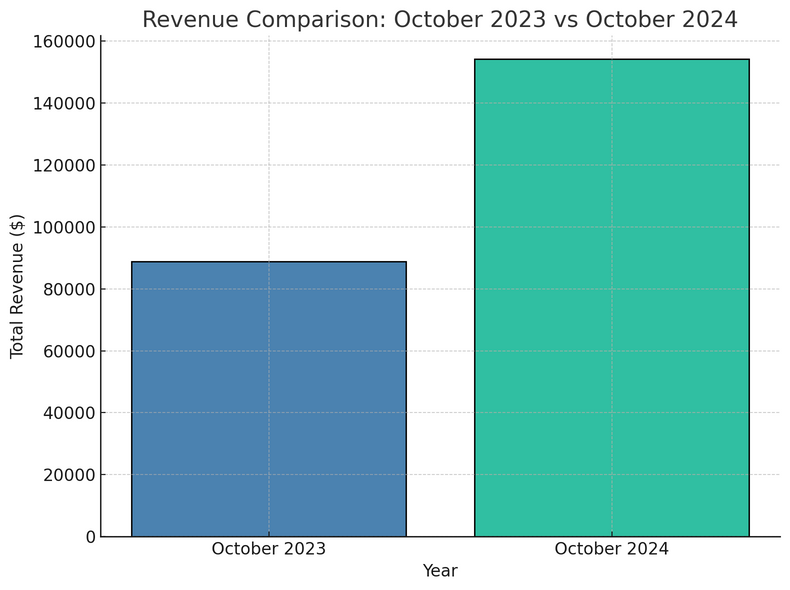 Revenue Comparison: October 2023 vs October 2024
Total Revenue ($)
160000
140000
120000
100000
80000
60000
40000
20000
0
October 2023
October 2024
Year